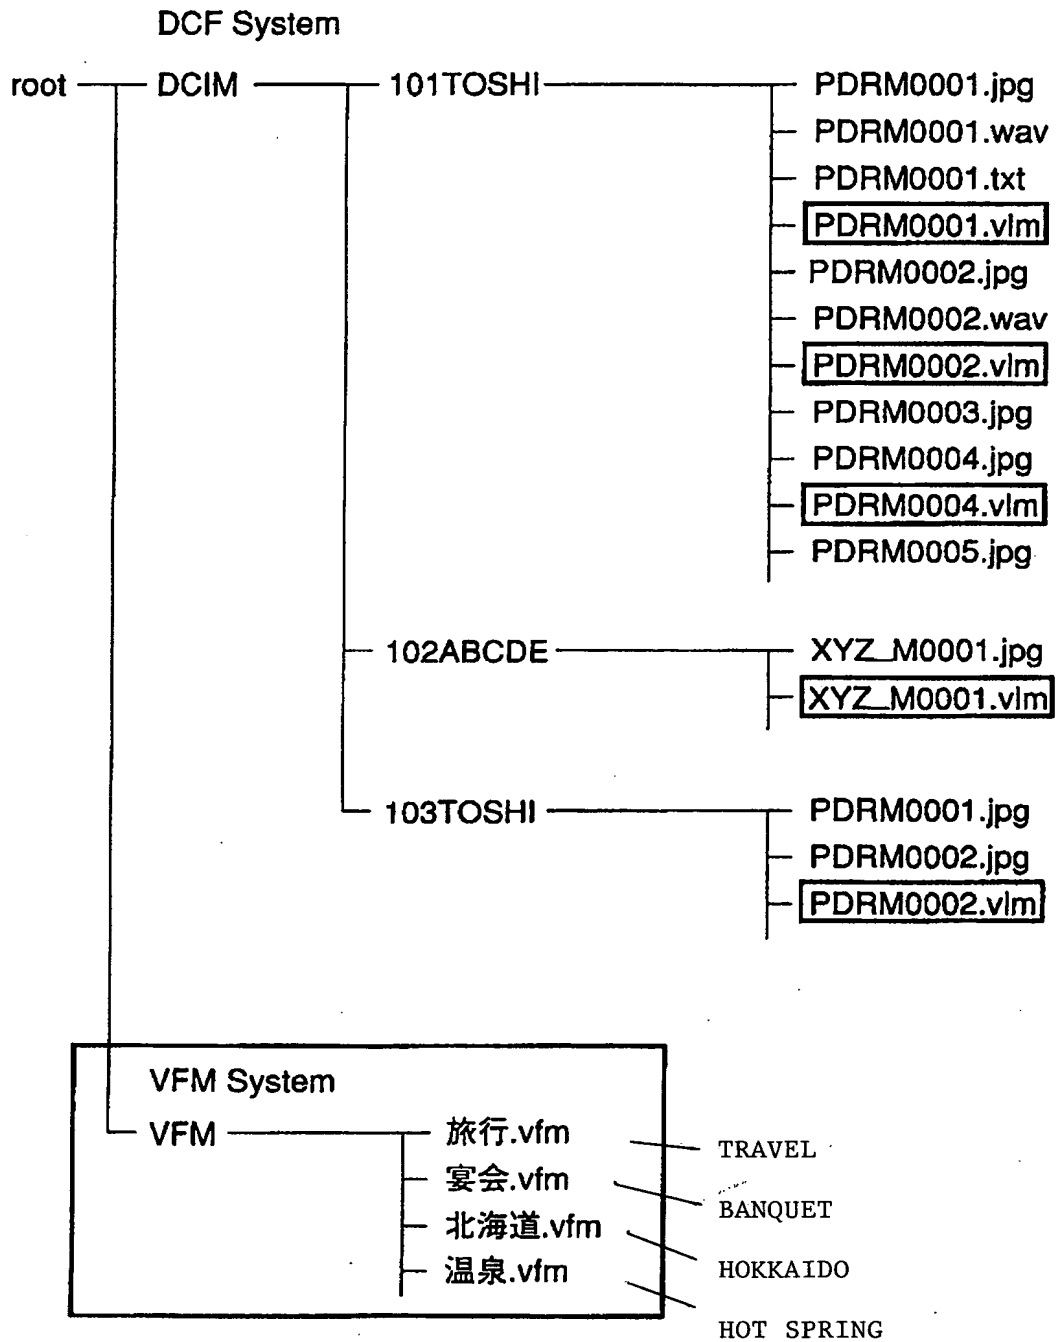 DCF System
root DCIM 101TOSHI PDRM0001.jpg
PDRM0001.wav
PDRM0001.txt
PDRM0001.vlm
PDRM0002.jpg
PDRM0002.wav
PDRM0002.vlm
PDRM0003.jpg
PDRM0004.jpg
PDRM0004.vlm
PDRM0005.jpg
102ABCDE XYZ_M0001.jpg
XYZ_M0001.vlm
103TOSHI PDRM0001.jpg
PDRM0002.jpg
PDRM0002.vlm
VFM System
VFM 旅行.vfm
TRAVEL
宴会.vfm
BANQUET
北海道.vfm
HOKKAIDO
温泉.vfm
HOT SPRING